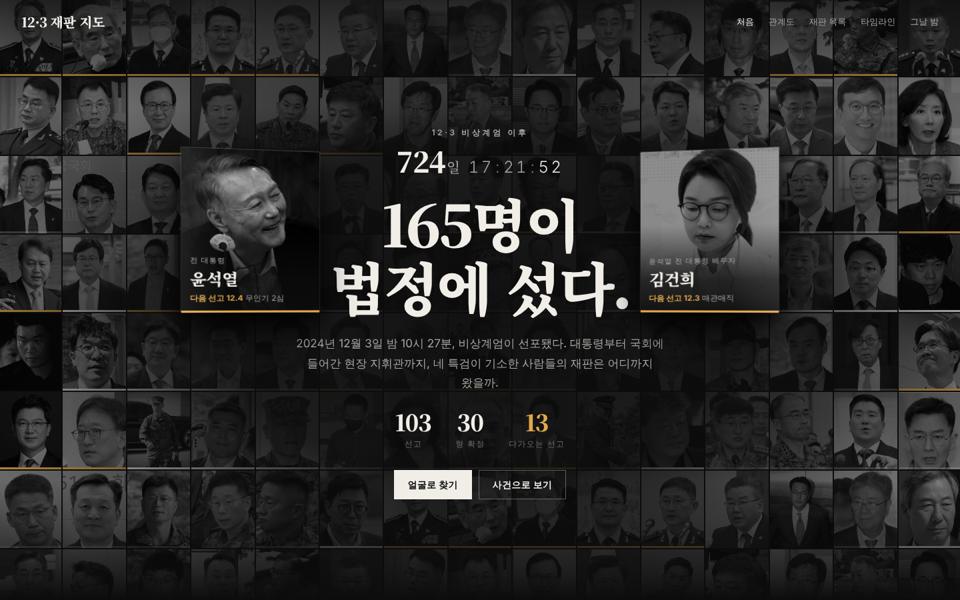 12·3 재판 지도
처음 관계도 재판 목록 타임라인 그날 밤
12·3 비상계엄 이후
724일 17:21:52
165명이
법정에 섰다.
전 대통령
윤석열
다음 선고 12.4 무인기 2심
윤석열 전 대통령 배우자
김건희
다음 선고 12.3 매관매직
2024년 12월 3일 밤 10시 27분, 비상계엄이 선포됐다. 대통령부터 국회에
들어간 현장 지휘관까지, 네 특검이 기소한 사람들의 재판은 어디까지
왔을까.
103 30 13
선고 형 확정 다가오는 선고
얼굴로 찾기 사건으로 보기